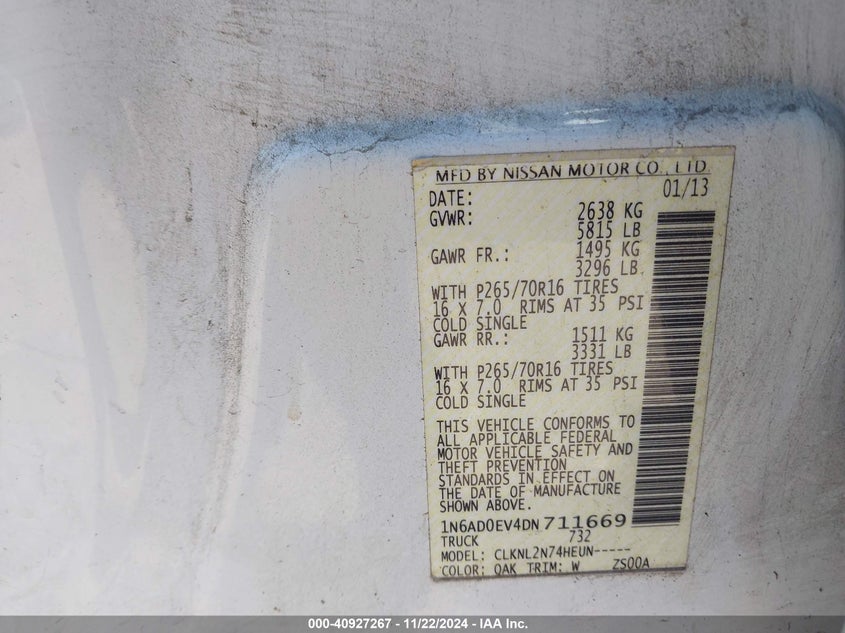 MFD BY NISSAN MOTOR CO., LTD.
DATE: 01/13
GVWR: 2638 KG
5815 LB
GAWR FR.: 1495 KG
3296 LB
WITH P265/70R16 TIRES
16 X 7.0 RIMS AT 35 PSI
COLD SINGLE
GAWR RR.: 1511 KG
3331 LB
WITH P265/70R16 TIRES
16 X 7.0 RIMS AT 35 PSI
COLD SINGLE
THIS VEHICLE CONFORMS TO
ALL APPLICABLE FEDERAL
MOTOR VEHICLE SAFETY AND
THEFT PREVENTION
STANDARDS IN EFFECT ON
THE DATE OF MANUFACTURE
SHOWN ABOVE.
1N6AD0EV4DN711669
TRUCK 732
MODEL: CLKNL2N74HEUN-----
COLOR: QAK TRIM: W ZS00A
000-40927267 - 11/22/2024 - IAA Inc.